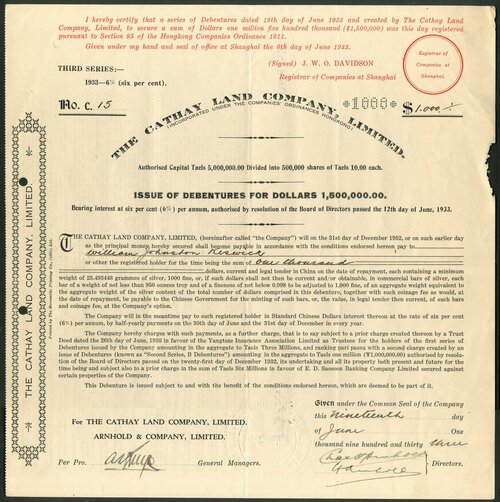 I hereby certify that a series of Debentures dated 19th day of June 1933 and created by The Cathay Land
Company, Limited, to secure a sum of Dollars one million five hundred thousand ($1,500,000) was this day registered
pursuant to Section 95 of the Hongkong Companies Ordinance 1911.
Given under my hand and seal of office at Shanghai the 6th day of June 1933.
(Signed) J. W. O. DAVIDSON
Registrar of Companies at Shanghai
Registrar of
Companies at
Shanghai.
THIRD SERIES:—
1933—6% (six per cent).
No. C. 15
1000
$1,000.-/-
THE CATHAY LAND COMPANY, LIMITED.
(INCORPORATED UNDER THE COMPANIES' ORDINANCES HONGKONG)
Authorised Capital Taels 5,000,000.00 Divided into 500,000 shares of Taels 10.00 each.
ISSUE OF DEBENTURES FOR DOLLARS 1,500,000.00.
Bearing interest at six per cent (6%) per annum, authorised by resolution of the Board of Directors passed the 12th day of June, 1933.
THE CATHAY LAND COMPANY, LIMITED, (hereinafter called "the Company") will on the 31st day of December 1952, or on such earlier day
as the principal money hereby secured shall become payable in accordance with the conditions endorsed hereon pay to
William Johnston Keswick
or other the registered holder for the time being the sum of One thousand
dollars, current and legal tender in China on the date of repayment, each containing a minimum
weight of 23.493448 grammes of silver, 1000 fine, or, if such dollars shall not then be current and or obtainable, in commercial bars of silver, each
bar of a weight of not less than 950 ounces troy and of a fineness of not below 0.998 to be adjusted to 1,000 fine, of an aggregate weight equivalent to
the aggregate weight of the silver content of the total number of dollars comprised in this debenture, together with such coinage fee as would, at the
date of repayment, be payable to the Chinese Government for the minting of such bars, or, the value, in legal tender then current, of such bars
and coinage fee, at the Company's option.
The Company will in the meantime pay to such registered holder in Standard Chinese Dollars interest thereon at the rate of six per cent
(6%) per annum, by half-yearly payments on the 30th day of June and the 31st day of December in every year.
The Company hereby charges with such payments, as a further charge, that is to say subject to a prior charge created thereon by a Trust
Deed dated the 26th day of June, 1930 in favour of the Yangtsze Insurance Association Limited as Trustees for the holders of the first series of
Debentures issued by the Company amounting in the aggregate to Taels Three Millions, and ranking pari passu with a second charge created by an
issue of Debentures (known as "Second Series, B Debentures") amounting in the aggregate to Taels one million (₮1,000,000.00) authorised by resolu-
tion of the Board of Directors passed on the twenty-first day of December 1932, its undertaking and all its property both present and future for the
time being and subject also to a prior charge in the sum of Taels Six Millions in favour of E. D. Sassoon Banking Company Limited secured against
certain properties of the Company.
This Debenture is issued subject to and with the benefit of the conditions endorsed hereon, which are deemed to be part of it.
Given under the Common Seal of the Company
this Nineteenth day
of June One
thousand nine hundred and thirty three
Directors.
For THE CATHAY LAND COMPANY, LIMITED.
ARNHOLD & COMPANY, LIMITED.
Per Pro.
General Managers.
THE CATHAY LAND COMPANY, LIMITED.